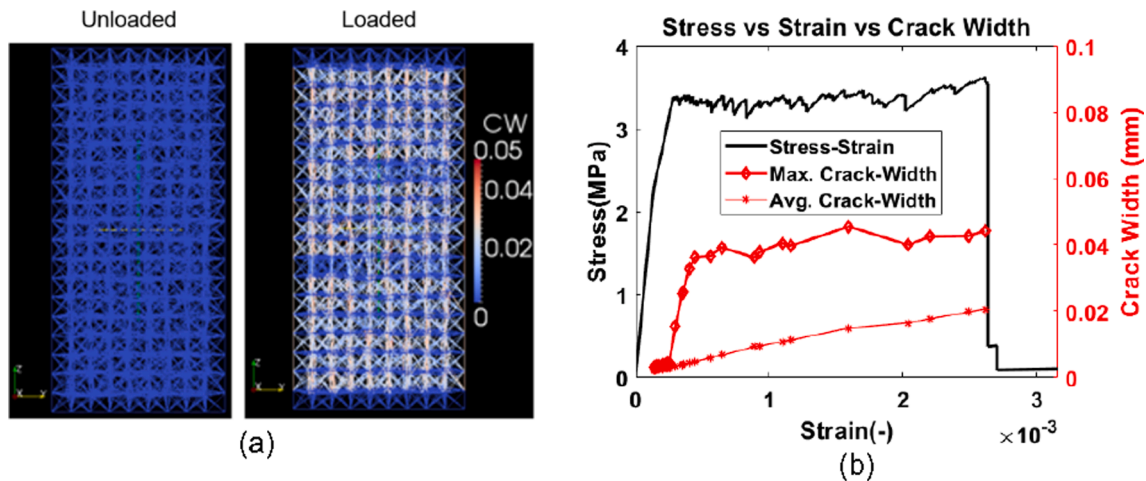 Unloaded
Loaded
CW
0.05
0.04
0.02
0
Z
X
Y
Z
X
Y
(a)
Stress vs Strain vs Crack Width
4
3
2
1
0
Stress(MPa)
Stress-Strain
Max. Crack-Width
Avg. Crack-Width
0.1
0.08
0.06
0.04
0.02
0
Crack Width (mm)
0
1
2
3
×10⁻³
Strain(-)
(b)